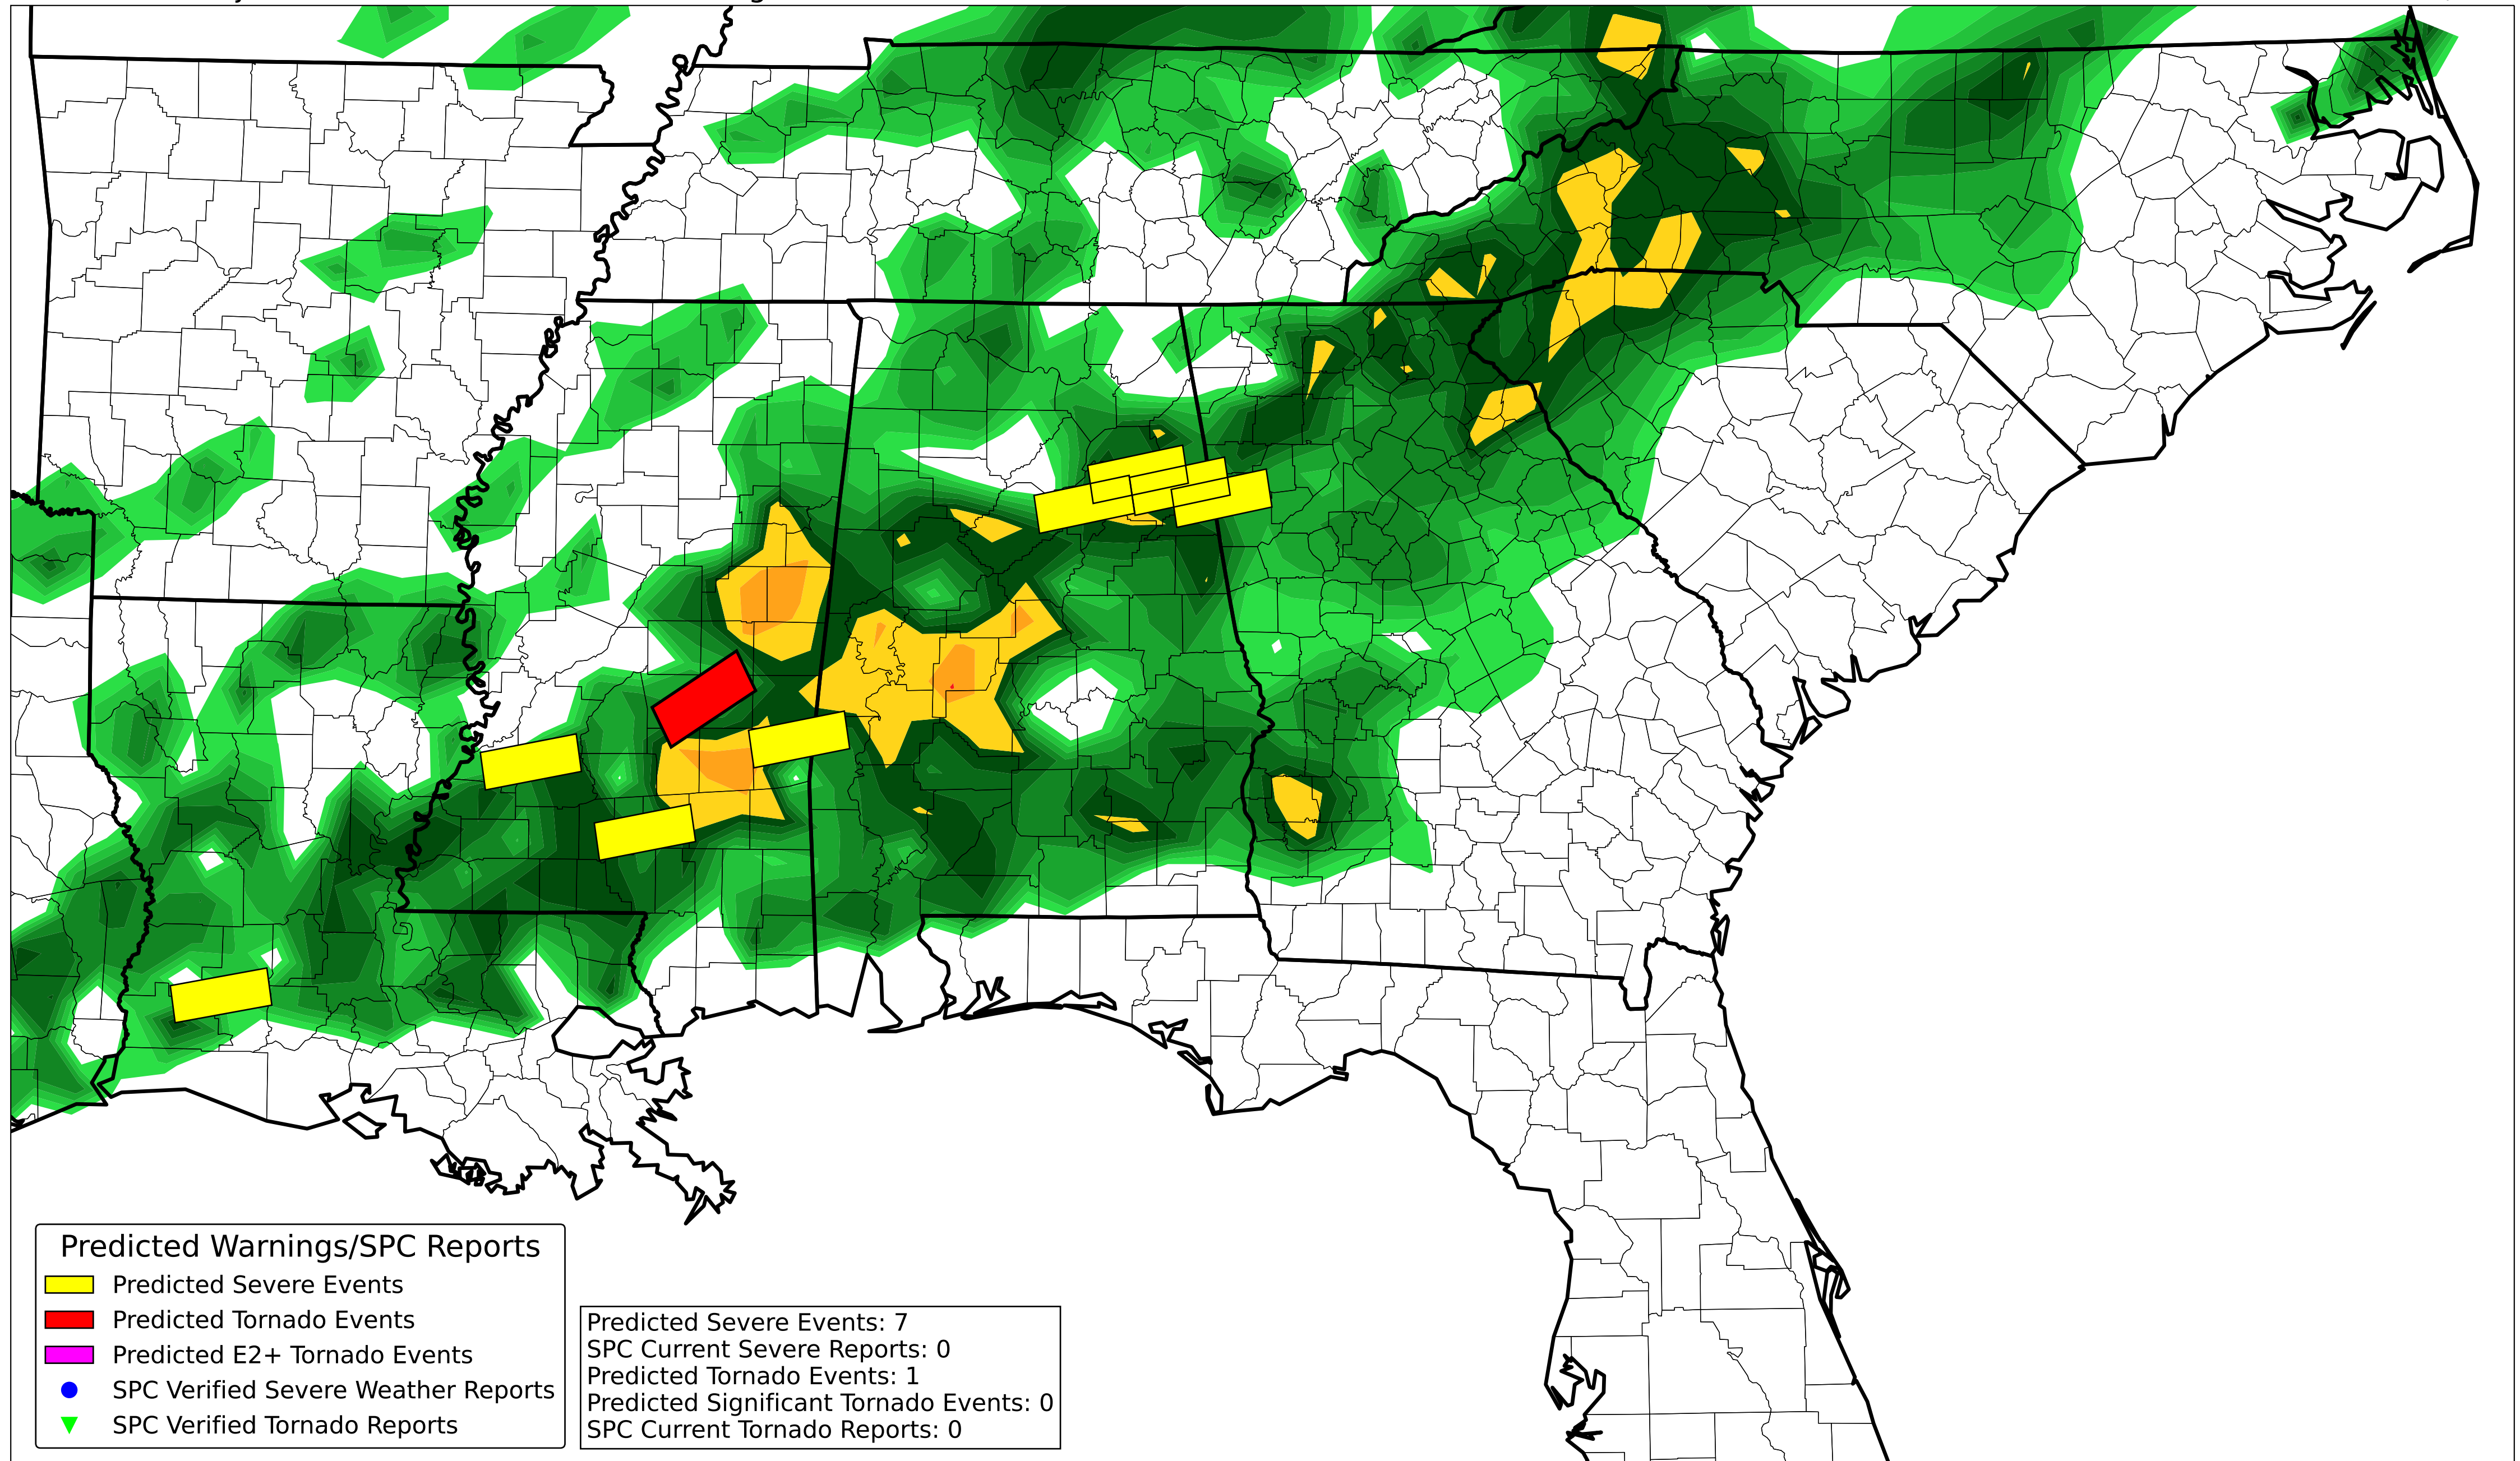 Predicted Warnings/SPC Reports
Predicted Severe Events
Predicted Tornado Events
Predicted E2+ Tornado Events
SPC Verified Severe Weather Reports
SPC Verified Tornado Reports
Predicted Severe Events: 7
SPC Current Severe Reports: 0
Predicted Tornado Events: 1
Predicted Significant Tornado Events: 0
SPC Current Tornado Reports: 0